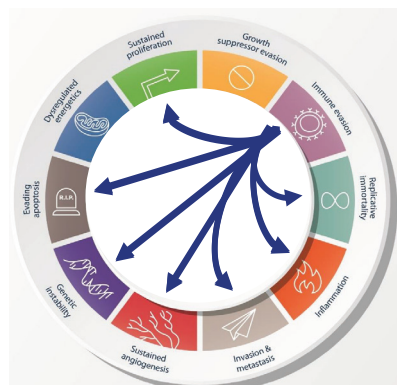 Sustained
proliferation
Growth
suppressor evasion
Immune evasion
Replicative
immortality
Inflammation
Invasion &
metastasis
Sustained
angiogenesis
Genetic
instability
Evading
apoptosis
R.I.P.
Dysregulated
energetics